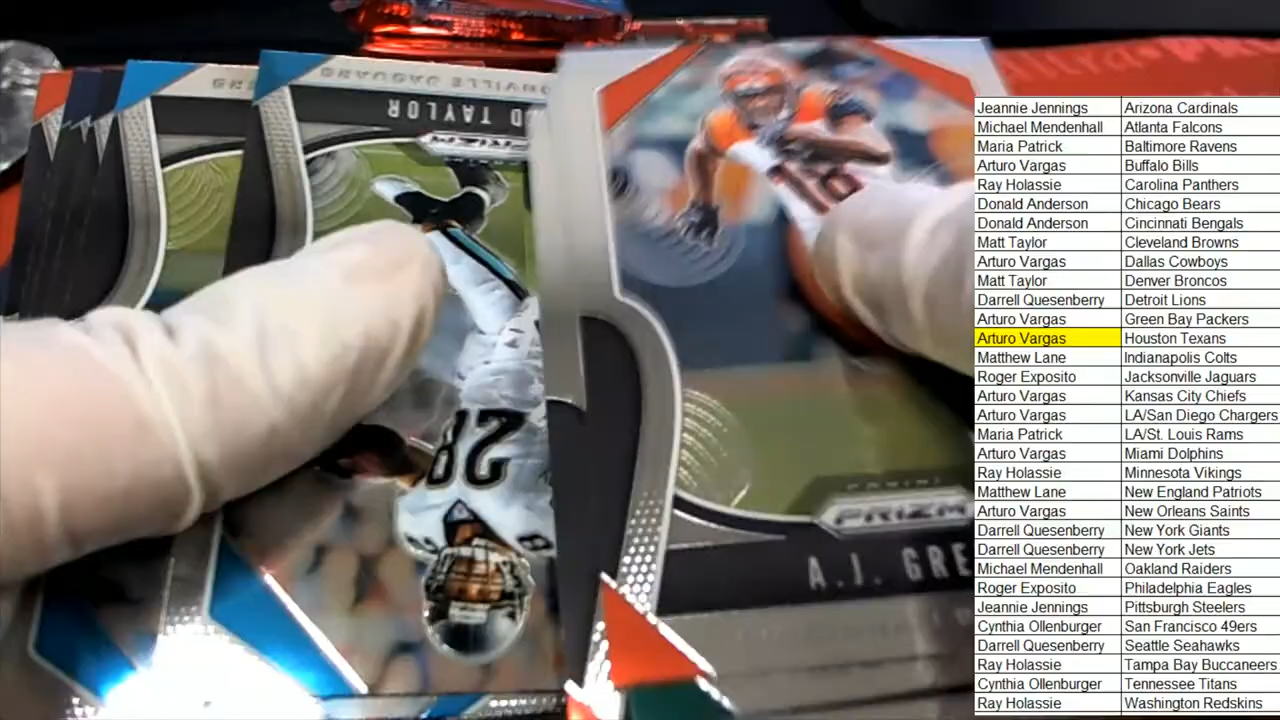 UltraPRO
JACKSONVILLE JAGUARS
D TAYLOR
PRIZM
28
PANINI
PRIZM
A.J. GRE
Jeannie Jennings Arizona Cardinals
Michael Mendenhall Atlanta Falcons
Maria Patrick Baltimore Ravens
Arturo Vargas Buffalo Bills
Ray Holassie Carolina Panthers
Donald Anderson Chicago Bears
Donald Anderson Cincinnati Bengals
Matt Taylor Cleveland Browns
Arturo Vargas Dallas Cowboys
Matt Taylor Denver Broncos
Darrell Quesenberry Detroit Lions
Arturo Vargas Green Bay Packers
Arturo Vargas Houston Texans
Matthew Lane Indianapolis Colts
Roger Exposito Jacksonville Jaguars
Arturo Vargas Kansas City Chiefs
Arturo Vargas LA/San Diego Chargers
Maria Patrick LA/St. Louis Rams
Arturo Vargas Miami Dolphins
Ray Holassie Minnesota Vikings
Matthew Lane New England Patriots
Arturo Vargas New Orleans Saints
Darrell Quesenberry New York Giants
Darrell Quesenberry New York Jets
Michael Mendenhall Oakland Raiders
Roger Exposito Philadelphia Eagles
Jeannie Jennings Pittsburgh Steelers
Cynthia Ollenburger San Francisco 49ers
Darrell Quesenberry Seattle Seahawks
Ray Holassie Tampa Bay Buccaneers
Cynthia Ollenburger Tennessee Titans
Ray Holassie Washington Redskins